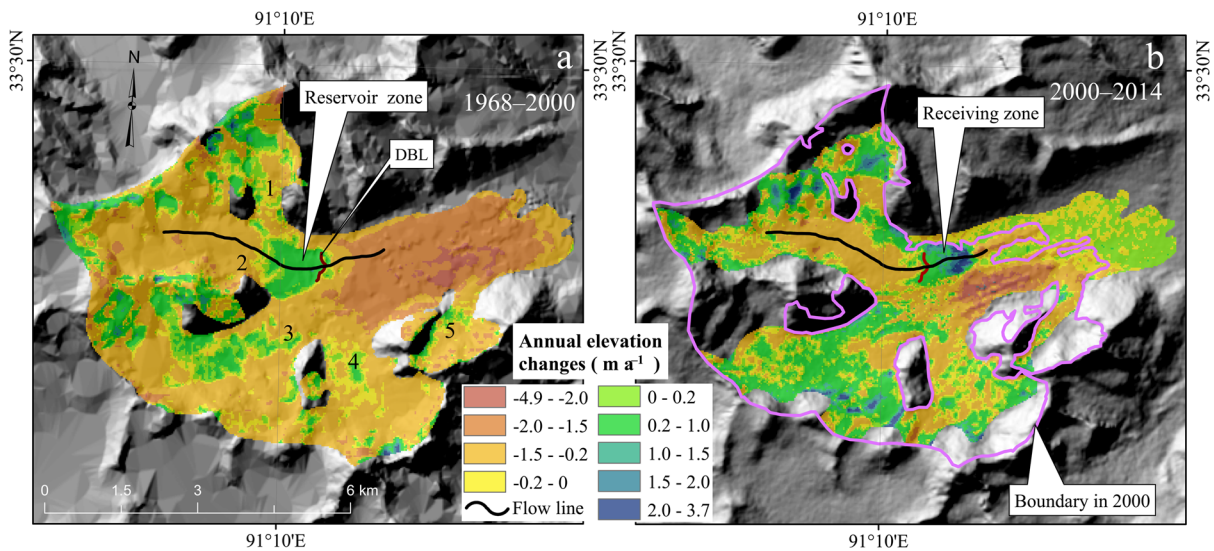 91°10'E
91°10'E
33°30'N
33°30'N
33°30'N
a
b
N
Reservoir zone
1968–2000
2000–2014
Receiving zone
DBL
1
2
3
4
5
Annual elevation
changes ( m a⁻¹ )
-4.9 - -2.0
0 - 0.2
-2.0 - -1.5
0.2 - 1.0
-1.5 - -0.2
1.0 - 1.5
-0.2 - 0
1.5 - 2.0
Flow line
2.0 - 3.7
0 1.5 3 6 km
Boundary in 2000
91°10'E
91°10'E